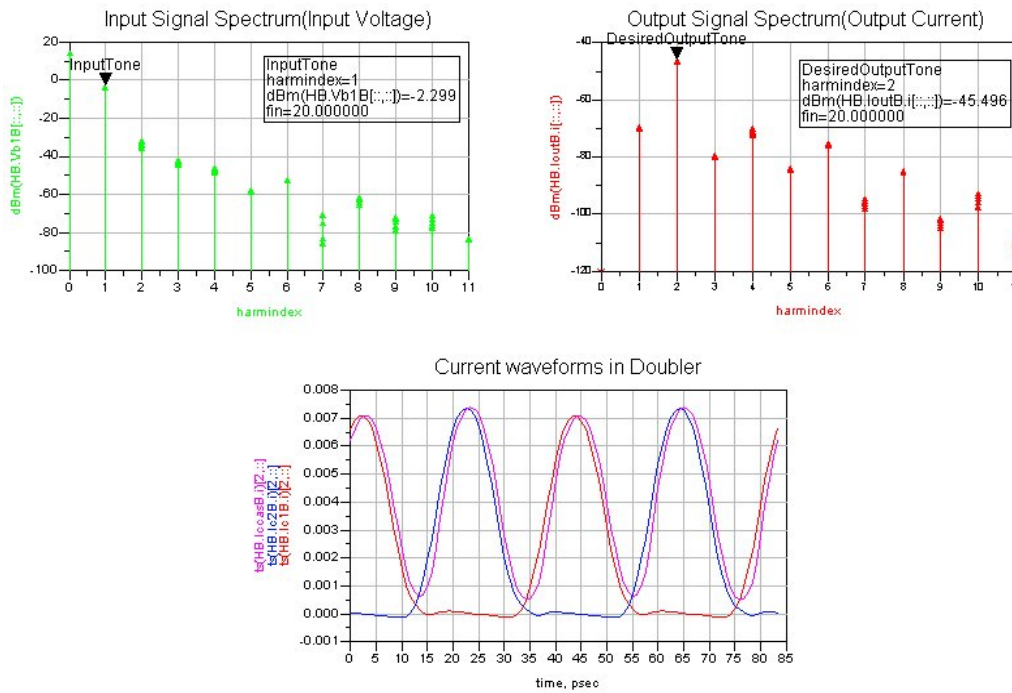 Input Signal Spectrum(Input Voltage)
20
0
-20
-40
-60
-80
-100
dBm(HB.Vb1B[::,::])
InputTone
InputTone
harmindex=1
dBm(HB.Vb1B[::,::])=-2.299
fin=20.000000
0 1 2 3 4 5 6 7 8 9 10 11
harmindex
Output Signal Spectrum(Output Current)
-40
-60
-80
-100
-120
dBm(HB.IoutB.i[::,::])
DesiredOutputTone
DesiredOutputTone
harmindex=2
dBm(HB.IoutB.i[::,::])=-45.496
fin=20.000000
0 1 2 3 4 5 6 7 8 9 10 11
harmindex
Current waveforms in Doubler
0.008
0.007
0.006
0.005
0.004
0.003
0.002
0.001
0.000
-0.001
ts(HB.IccasB.i)[2,::]
ts(HB.Ic2B.i)[2,::]
ts(HB.Ic1B.i)[2,::]
0 5 10 15 20 25 30 35 40 45 50 55 60 65 70 75 80 85
time, psec